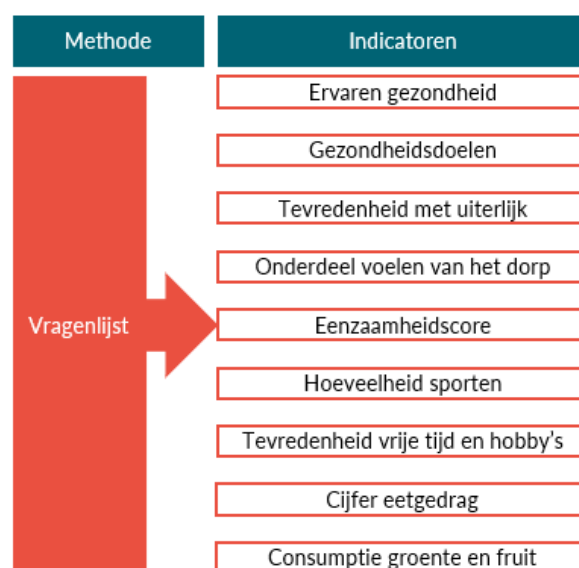 Methode
Indicatoren
Ervaren gezondheid
Gezondheidsdoelen
Tevredenheid met uiterlijk
Onderdeel voelen van het dorp
Vragenlijst
Eenzaamheidscore
Hoeveelheid sporten
Tevredenheid vrije tijd en hobby’s
Cijfer eetgedrag
Consumptie groente en fruit